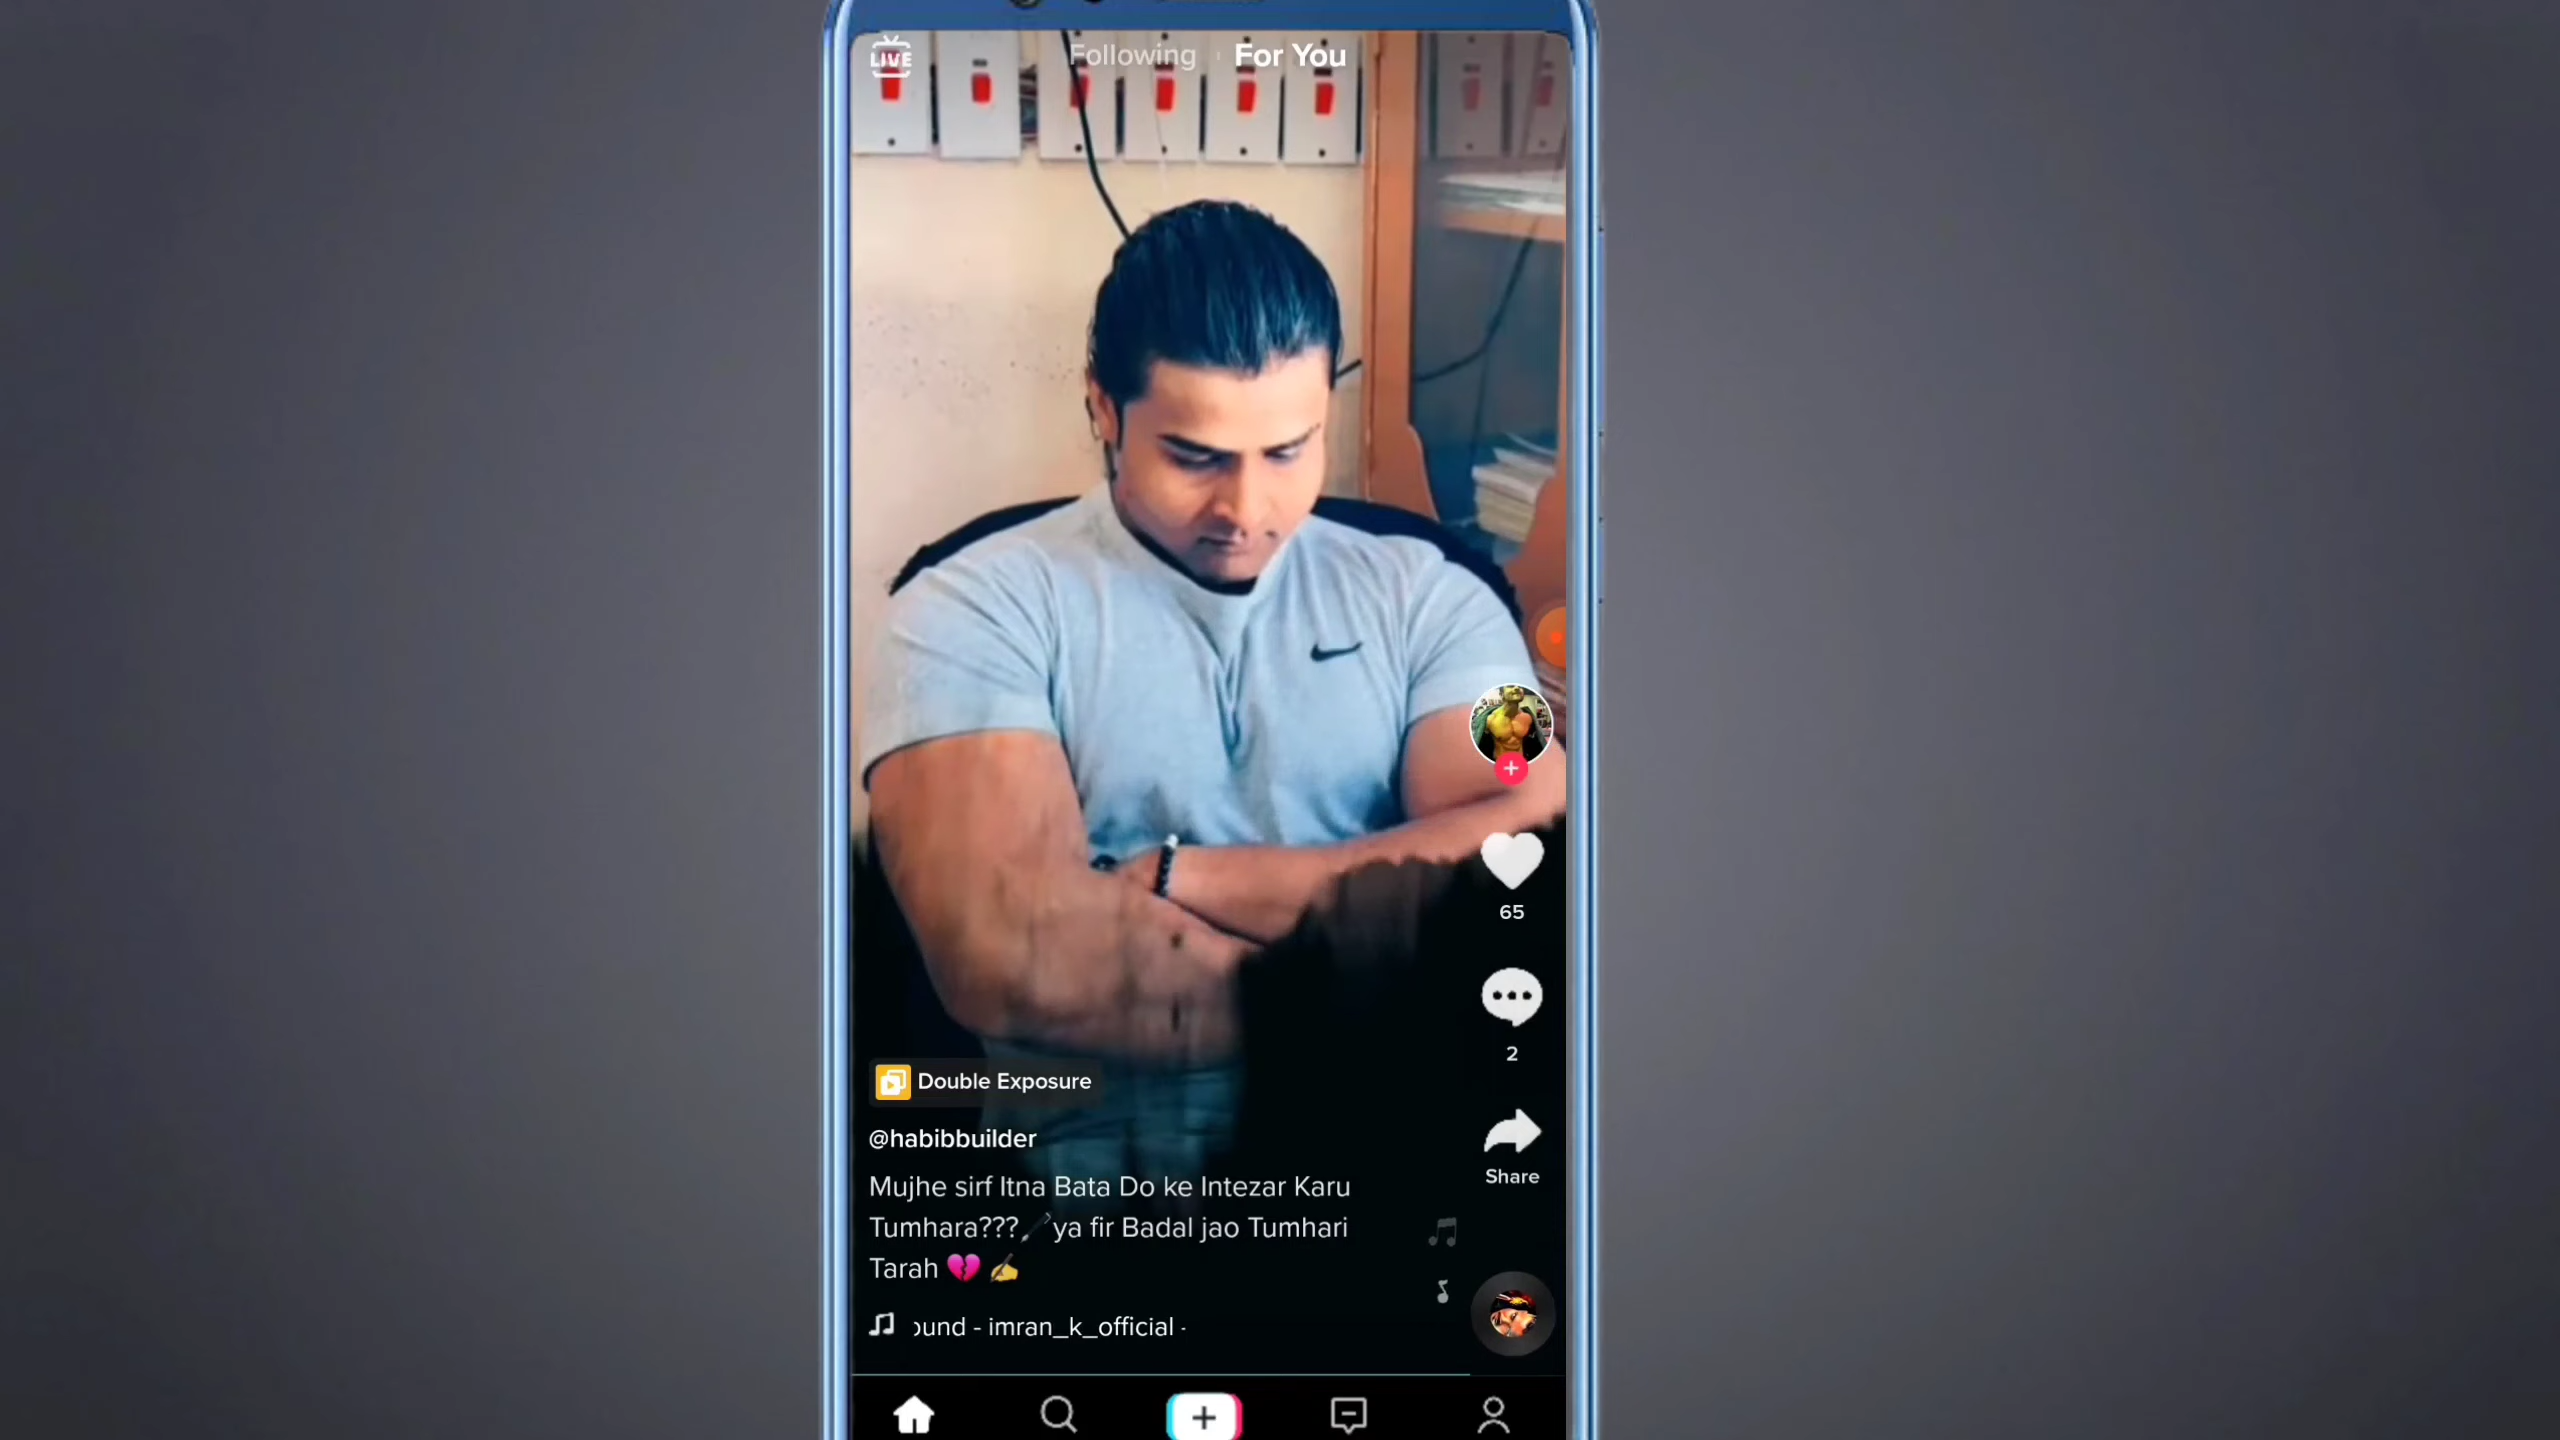 LIVE
Following
For You
65
2
Share
Double Exposure
@habibbuilder
Mujhe sirf Itna Bata Do ke Intezar Karu
Tumhara???🖊ya fir Badal jao Tumhari
Tarah 💔 ✍
ound - imran_k_official -